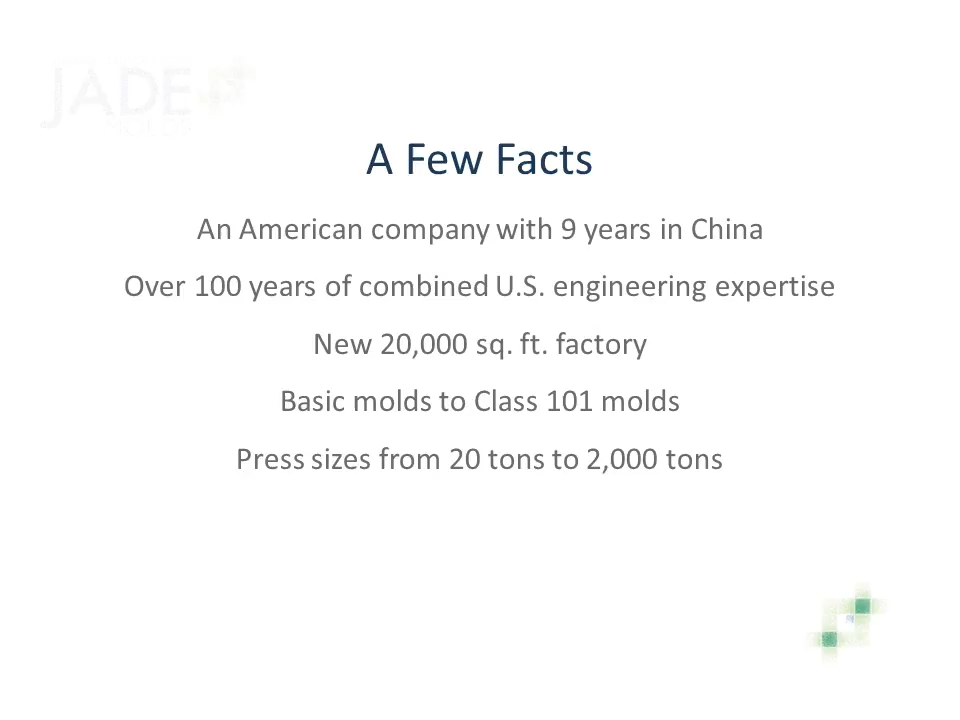 JADE
A Few Facts
An American company with 9 years in China
Over 100 years of combined U.S. engineering expertise
New 20,000 sq. ft. factory
Basic molds to Class 101 molds
Press sizes from 20 tons to 2,000 tons